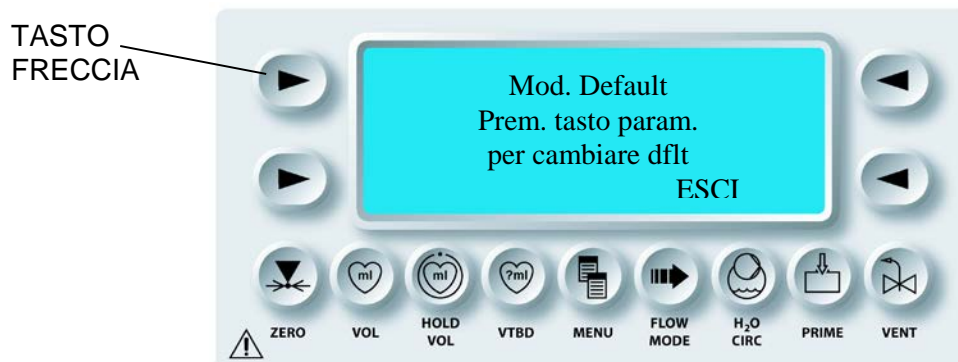 TASTO
FRECCIA
Mod. Default
Prem. tasto param.
per cambiare dflt
ESCI
ml
ml
?ml
ZERO
VOL
HOLD
VOL
VTBD
MENU
FLOW
MODE
H₂O
CIRC
PRIME
VENT